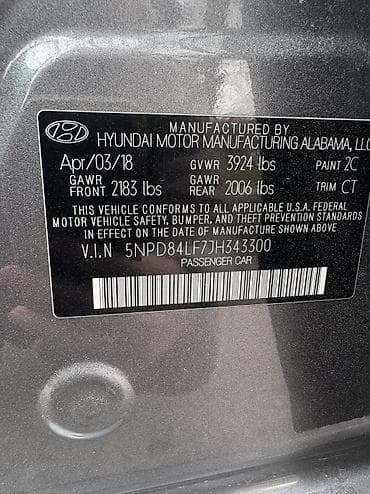 MANUFACTURED BY
HYUNDAI MOTOR MANUFACTURING ALABAMA, LLC
Apr/03/18 GVWR 3924 lbs PAINT 2C
GAWR FRONT 2183 lbs GAWR REAR 2006 lbs TRIM CT
THIS VEHICLE CONFORMS TO ALL APPLICABLE U.S.A FEDERAL
MOTOR VEHICLE SAFETY, BUMPER, AND THEFT PREVENTION STANDARDS
IN EFFECT ON THE DATE OF MANUFACTURE SHOWN ABOVE.
V.I.N 5NPD84LF7JH343300
PASSENGER CAR